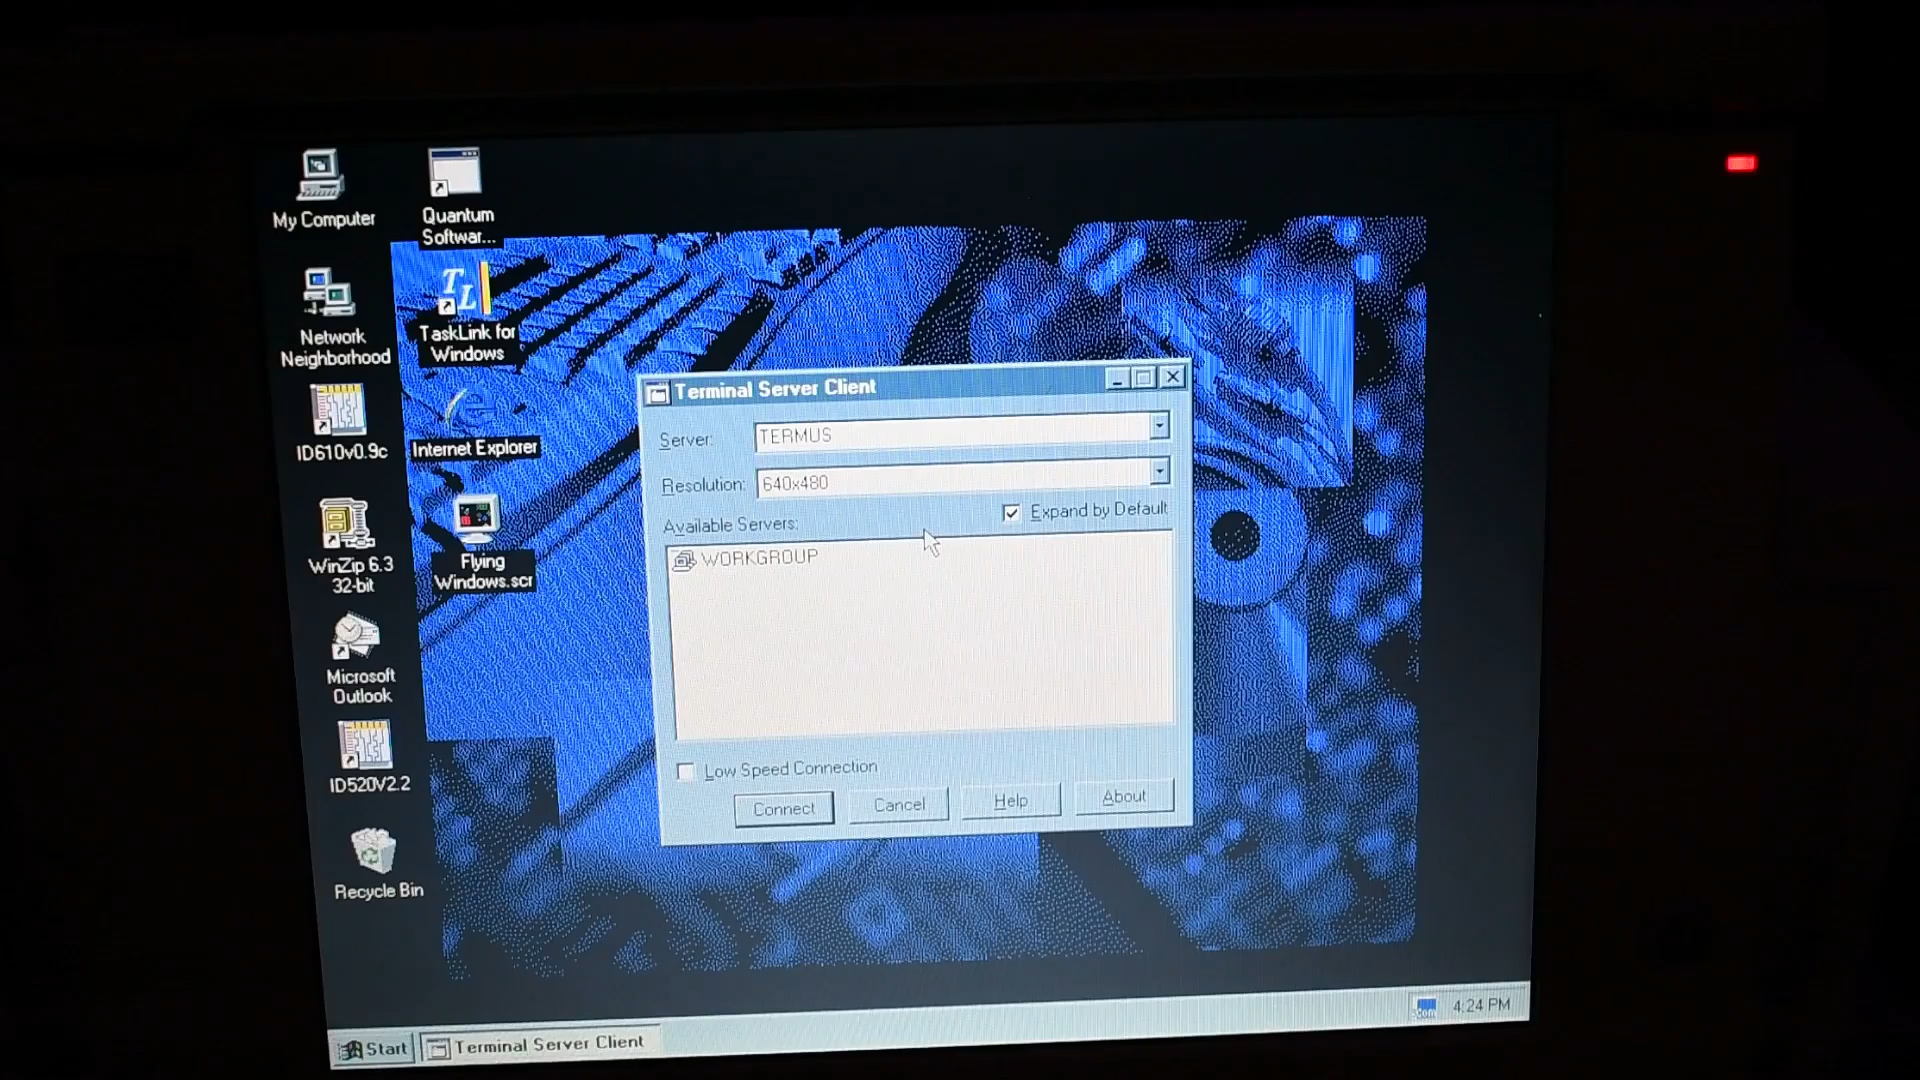 My Computer
Quantum
Softwar...
Network
Neighborhood
TL
TaskLink for
Windows
ID610v0.9c
Internet Explorer
WinZip 6.3
32-bit
Flying
Windows.scr
Microsoft
Outlook
ID520V2.2
Recycle Bin
Terminal Server Client
Server: TERMUS
Resolution: 640x480
Available Servers: Expand by Default
WORKGROUP
Low Speed Connection
Connect Cancel Help About
Start Terminal Server Client 4:24 PM